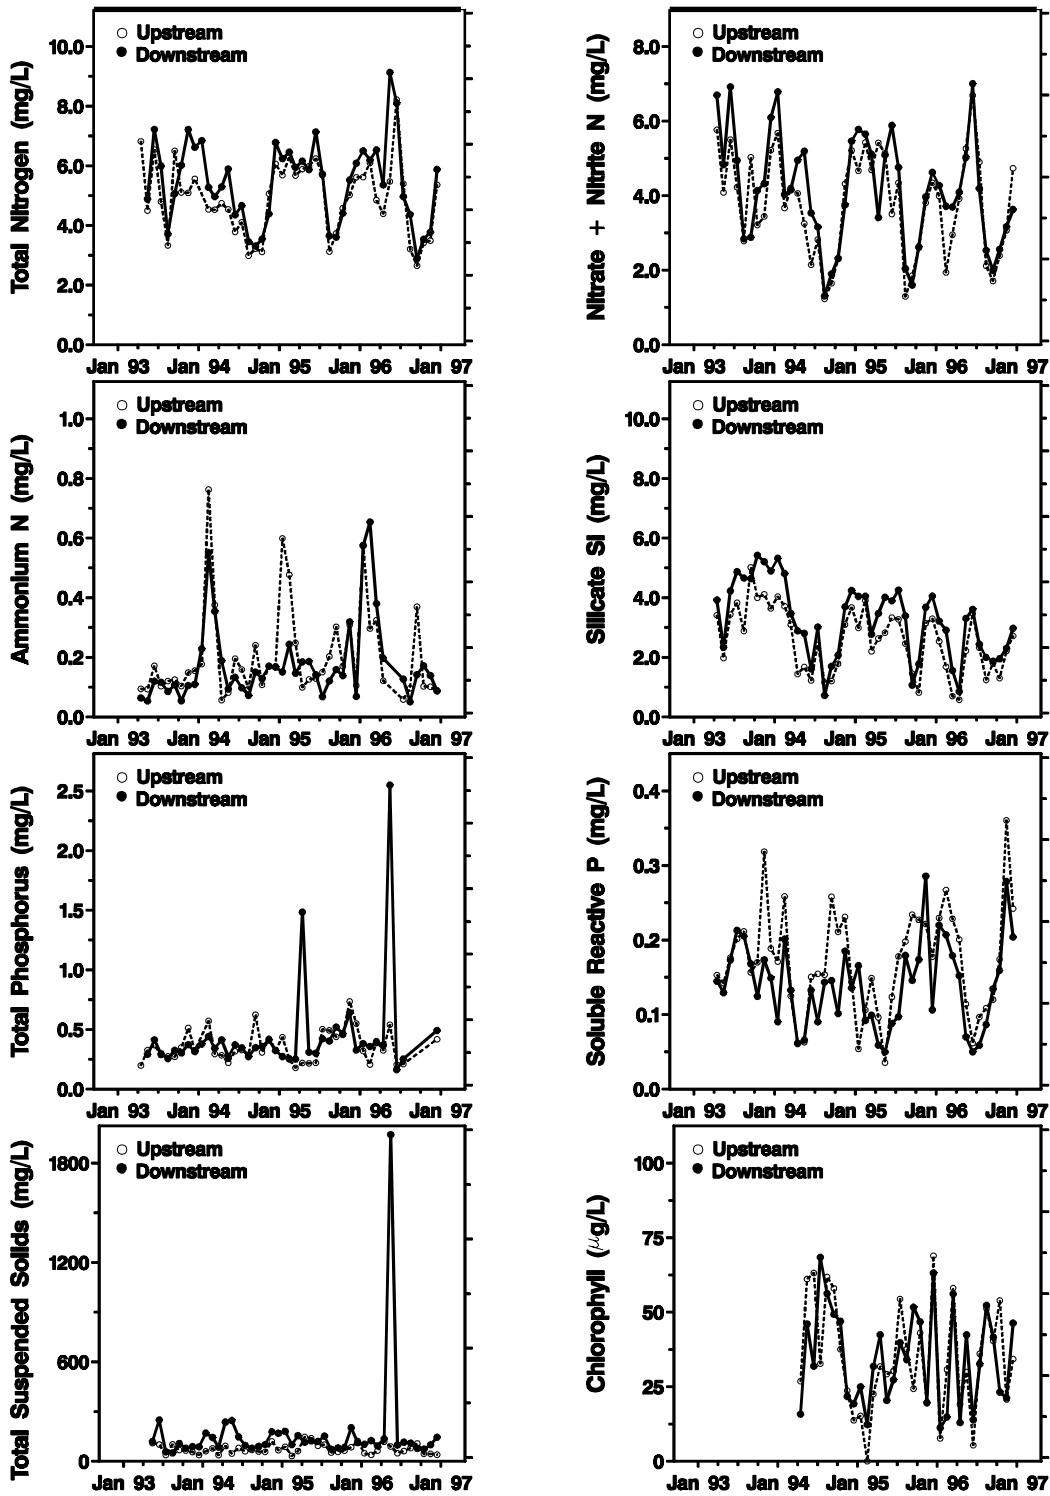 Total Nitrogen (mg/L)
10.0
8.0
6.0
4.0
2.0
0.0
Upstream
Downstream
Jan 93 Jan 94 Jan 95 Jan 96 Jan 97
Nitrate + Nitrite N (mg/L)
8.0
6.0
4.0
2.0
0.0
Upstream
Downstream
Jan 93 Jan 94 Jan 95 Jan 96 Jan 97
Ammonium N (mg/L)
1.0
0.8
0.6
0.4
0.2
0.0
Upstream
Downstream
Jan 93 Jan 94 Jan 95 Jan 96 Jan 97
Silicate Si (mg/L)
10.0
8.0
6.0
4.0
2.0
0.0
Upstream
Downstream
Jan 93 Jan 94 Jan 95 Jan 96 Jan 97
Total Phosphorus (mg/L)
2.5
2.0
1.5
1.0
0.5
0.0
Upstream
Downstream
Jan 93 Jan 94 Jan 95 Jan 96 Jan 97
Soluble Reactive P (mg/L)
0.4
0.3
0.2
0.1
0.0
Upstream
Downstream
Jan 93 Jan 94 Jan 95 Jan 96 Jan 97
Total Suspended Solids (mg/L)
1800
1200
600
0
Upstream
Downstream
Jan 93 Jan 94 Jan 95 Jan 96 Jan 97
Chlorophyll (μg/L)
100
75
50
25
0
Upstream
Downstream
Jan 93 Jan 94 Jan 95 Jan 96 Jan 97